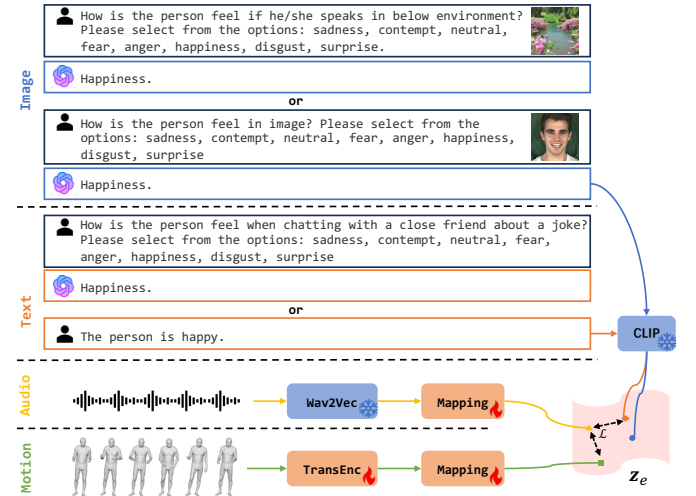 Image
How is the person feel if he/she speaks in below environment?
Please select from the options: sadness, contempt, neutral,
fear, anger, happiness, disgust, surprise.
Happiness.
or
How is the person feel in image? Please select from the
options: sadness, contempt, neutral, fear, anger, happiness,
disgust, surprise
Happiness.
Text
How is the person feel when chatting with a close friend about a joke?
Please select from the options: sadness, contempt, neutral, fear,
anger, happiness, disgust, surprise
Happiness.
or
The person is happy.
CLIP
Audio
Wav2Vec
Mapping
ℒ
Motion
TransEnc
Mapping
z_e